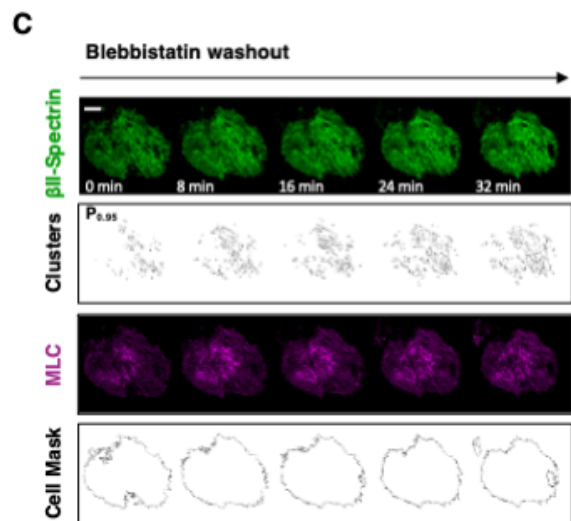 C
Blebbistatin washout
βII-Spectrin
0 min 8 min 16 min 24 min 32 min
Clusters
P0.95
MLC
Cell Mask